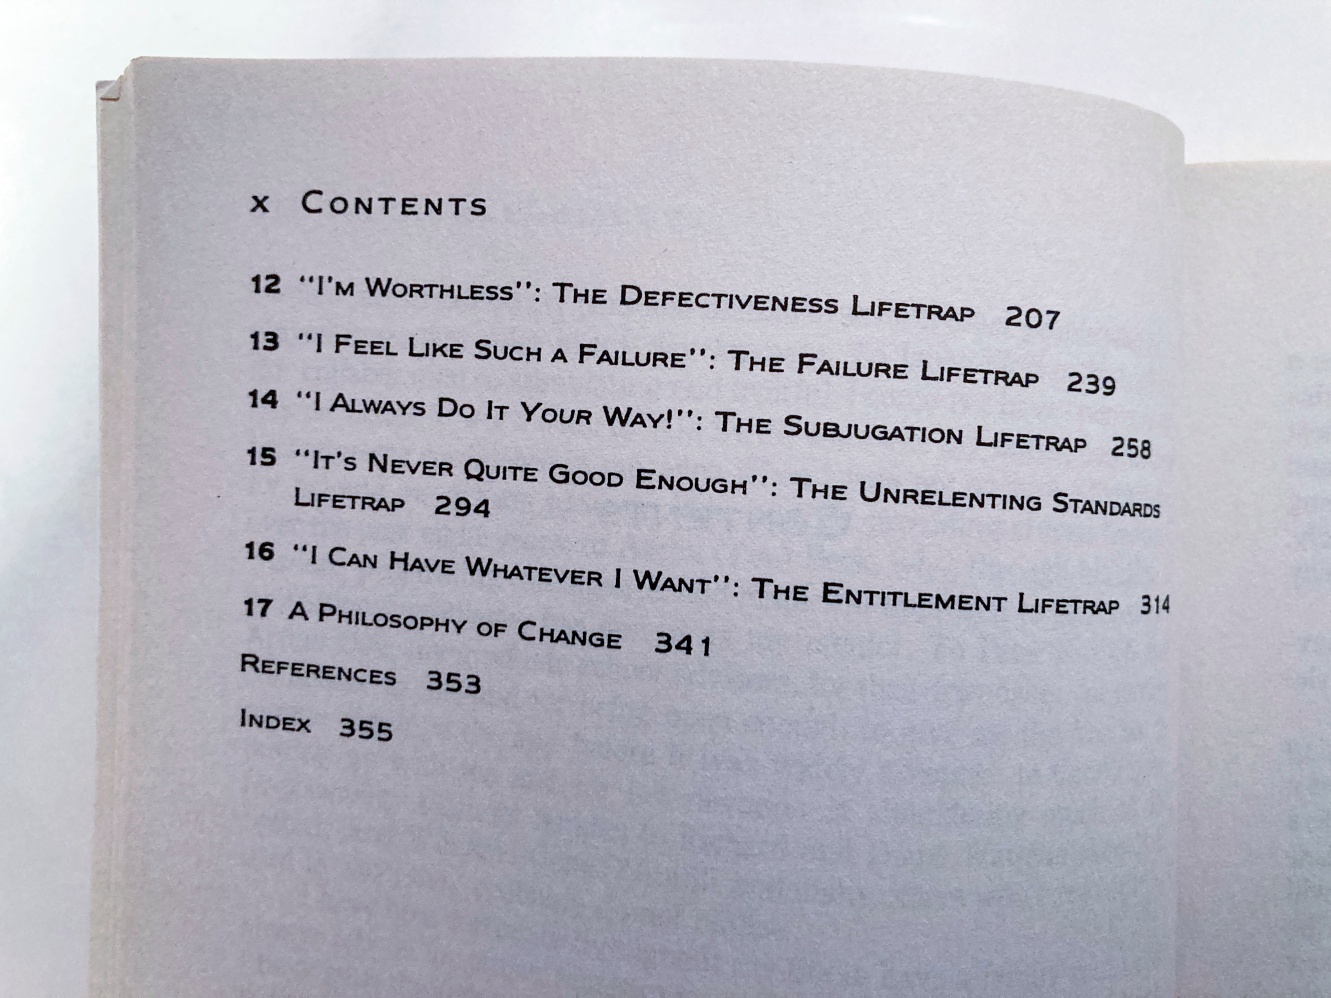 x CONTENTS
12 “I’M WORTHLESS”: THE DEFECTIVENESS LIFETRAP 207
13 “I FEEL LIKE SUCH A FAILURE”: THE FAILURE LIFETRAP 239
14 “I ALWAYS DO IT YOUR WAY!”: THE SUBJUGATION LIFETRAP 258
15 “IT’S NEVER QUITE GOOD ENOUGH”: THE UNRELENTING STANDARDS
LIFETRAP 294
16 “I CAN HAVE WHATEVER I WANT”: THE ENTITLEMENT LIFETRAP 314
17 A PHILOSOPHY OF CHANGE 341
REFERENCES 353
INDEX 355